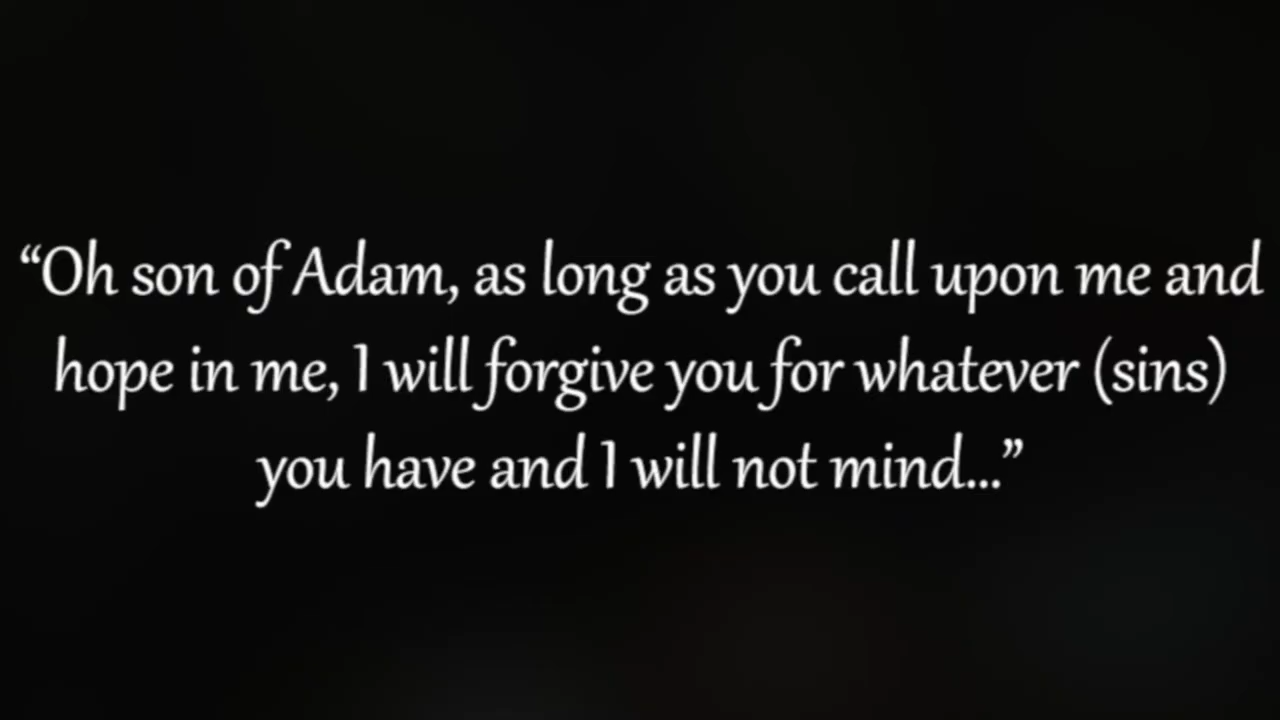 “Oh son of Adam, as long as you call upon me and
hope in me, I will forgive you for whatever (sins)
you have and I will not mind...”